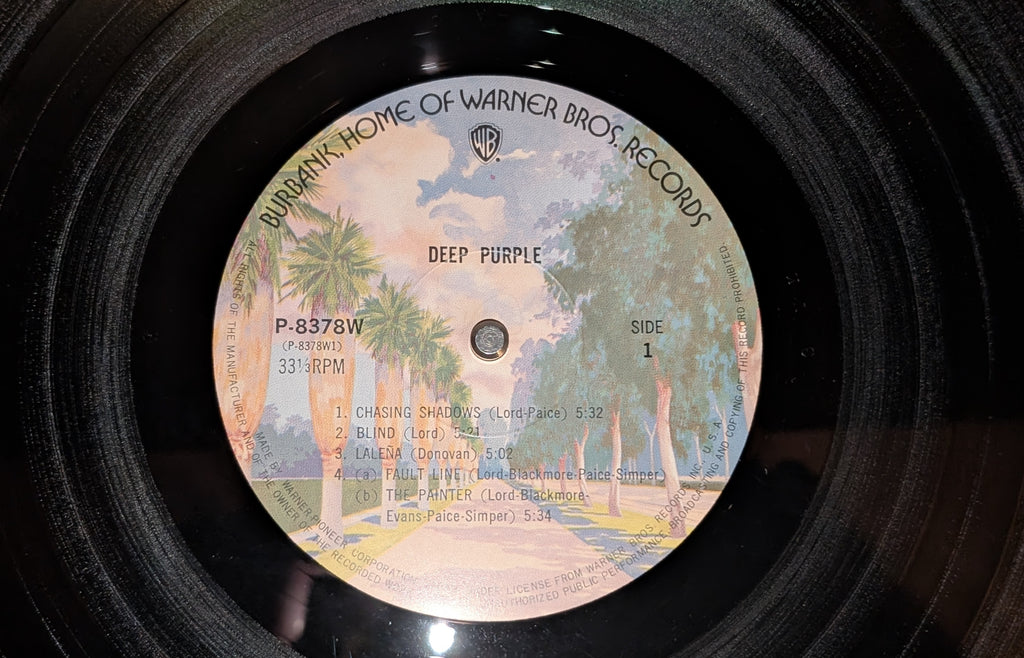 BURBANK, HOME OF WARNER BROS. RECORDS
WB
DEEP PURPLE
P-8378W
(P-8378W1)
33⅓RPM
SIDE
1
1. CHASING SHADOWS (Lord-Paice) 5:32
2. BLIND (Lord) 5:21
3. LALEÑA (Donovan) 5:02
4. (a) FAULT LINE (Lord-Blackmore-Paice-Simper)
(b) THE PAINTER (Lord-Blackmore-
Evans-Paice-Simper) 5:34
MADE BY WARNER-PIONEER CORPORATION UNDER LICENSE FROM WARNER BROS. RECORDS INC., U.S.A.
ALL RIGHTS OF THE MANUFACTURER AND OF THE OWNER OF THE RECORDED UNAUTHORIZED PUBLIC PERFORMANCE, BROADCASTING AND COPYING OF THIS RECORD PROHIBITED.